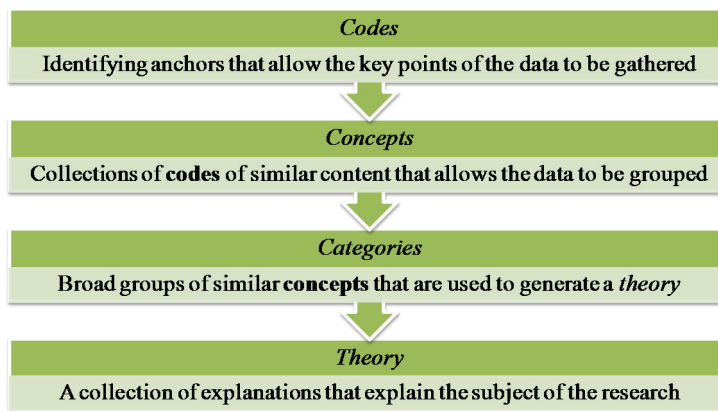 Codes
Identifying anchors that allow the key points of the data to be gathered
Concepts
Collections of codes of similar content that allows the data to be grouped
Categories
Broad groups of similar concepts that are used to generate a theory
Theory
A collection of explanations that explain the subject of the research